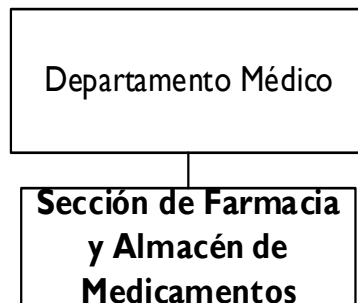 Departamento Médico
Sección de Farmacia
y Almacén de
Medicamentos